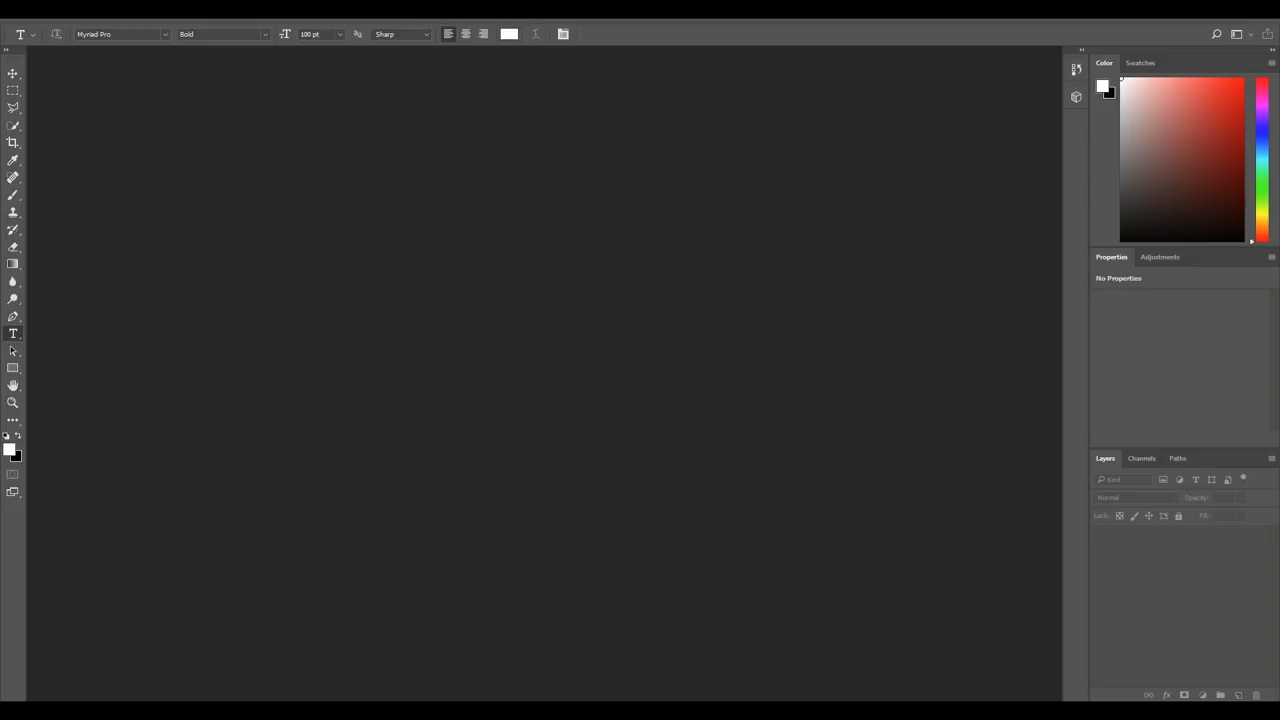 Myriad Pro Bold 100 pt Sharp
Color Swatches
Properties Adjustments
No Properties
Layers Channels Paths
Kind
Normal Opacity:
Lock: Fill: